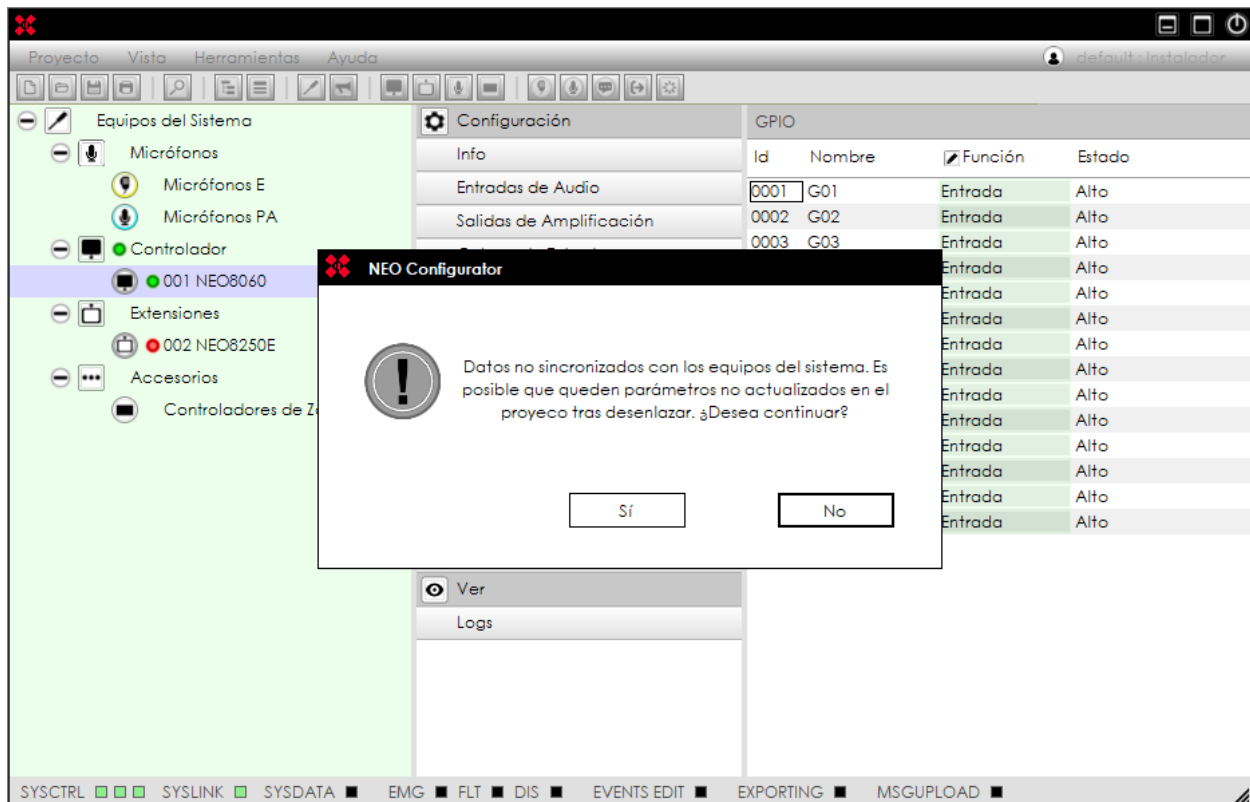 Proyecto Vista Herramientas Ayuda default : Instalador
Equipos del Sistema
Micrófonos
Micrófonos E
Micrófonos PA
Controlador
001 NEO8060
Extensiones
002 NEO8250E
Accesorios
Controladores de
Configuración
Info
Entradas de Audio
Salidas de Amplificación
Ver
Logs
GPIO
Id Nombre Función Estado
0001 G01 Entrada Alto
0002 G02 Entrada Alto
0003 G03 Entrada Alto
Entrada Alto
Entrada Alto
Entrada Alto
Entrada Alto
Entrada Alto
Entrada Alto
Entrada Alto
Entrada Alto
Entrada Alto
Entrada Alto
Entrada Alto
NEO Configurator
Datos no sincronizados con los equipos del sistema. Es
posible que queden parámetros no actualizados en el
proyeco tras desenlazar. ¿Desea continuar?
Sí No
SYSCTRL SYSLINK SYSDATA EMG FLT DIS EVENTS EDIT EXPORTING MSGUPLOAD